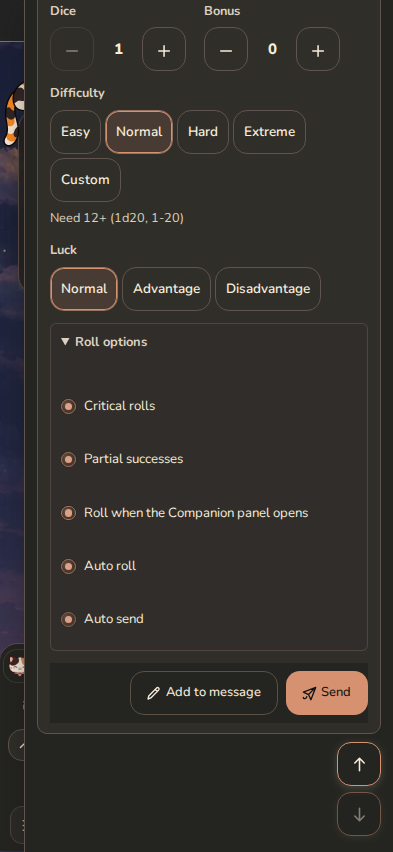 Dice Bonus
1 0
Difficulty
Easy Normal Hard Extreme
Custom
Need 12+ (1d20, 1-20)
Luck
Normal Advantage Disadvantage
Roll options
Critical rolls
Partial successes
Roll when the Companion panel opens
Auto roll
Auto send
Add to message Send